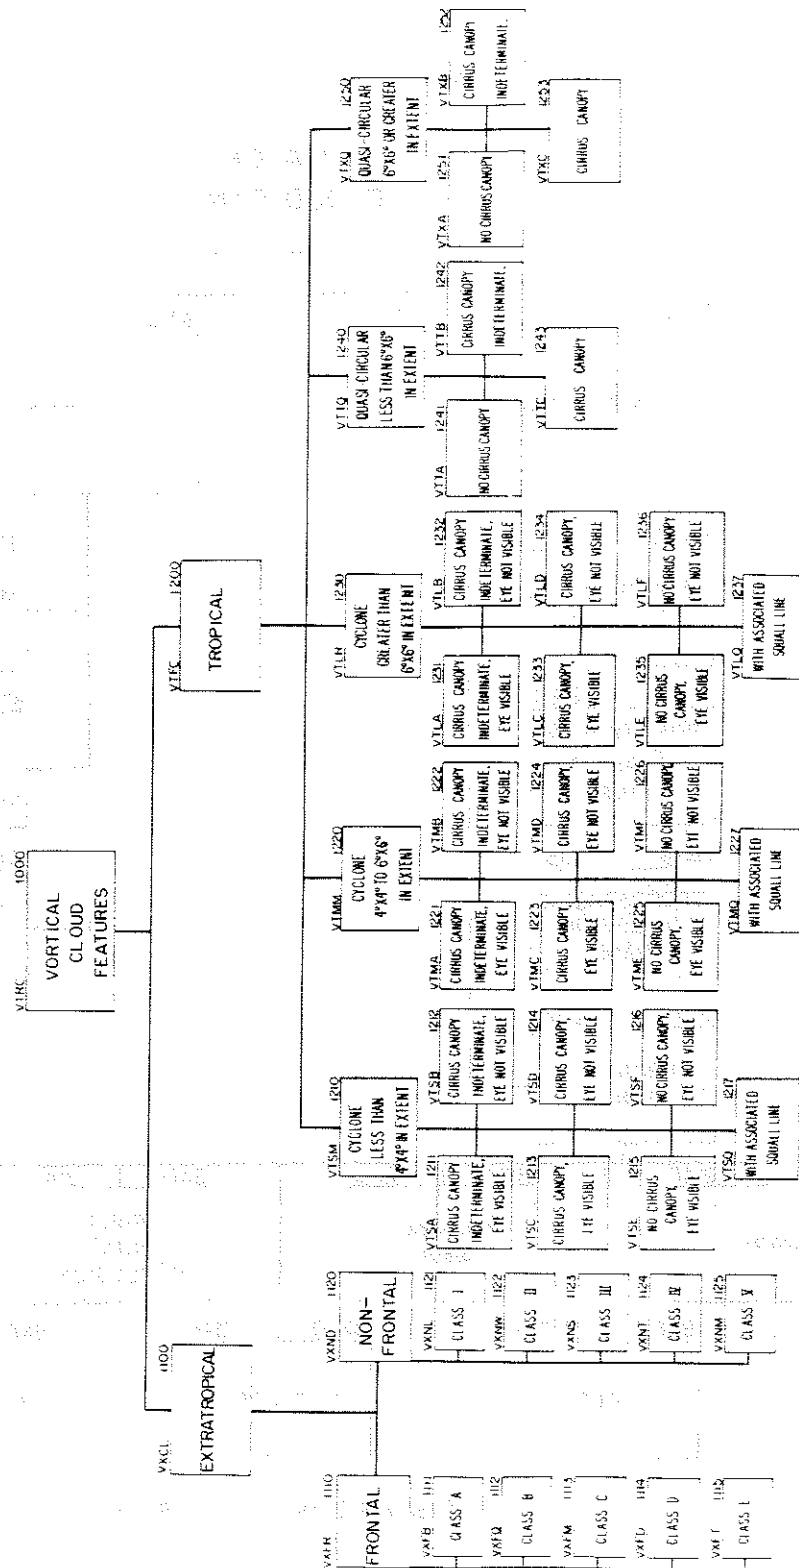 VTRC 1000
VORTICAL
CLOUD
FEATURES
VXCL 1100
EXTRATROPICAL
1110
FRONTAL
VXFB 1111
CLASS A
VXFQ 1112
CLASS B
VXFM 1113
CLASS C
VXFD 1114
CLASS D
1115
CLASS E
VXND 1120
NON-
FRONTAL
VXNL 1121
CLASS I
VXNW 1122
CLASS II
VXNS 1123
CLASS III
VXNT 1124
CLASS IV
VXNM 1125
CLASS V
VTFC 1200
TROPICAL
VTSM 1210
CYCLONE
LESS THAN
4°X4° IN EXTENT
VTSA 1211
CIRRUS CANOPY
INDETERMINATE,
EYE VISIBLE
VTSB 1212
CIRRUS CANOPY
INDETERMINATE,
EYE NOT VISIBLE
VTSC 1213
CIRRUS CANOPY,
EYE VISIBLE
VTSD 1214
CIRRUS CANOPY,
EYE NOT VISIBLE
VTSE 1215
NO CIRRUS
CANOPY,
EYE VISIBLE
VTSF 1216
NO CIRRUS CANOPY,
EYE NOT VISIBLE
VTSQ 1217
WITH ASSOCIATED
SQUALL LINE
VTMM 1220
CYCLONE
4°X4° TO 6°X6°
IN EXTENT
VTMA 1221
CIRRUS CANOPY
INDETERMINATE,
EYE VISIBLE
VTMB 1222
CIRRUS CANOPY
INDETERMINATE,
EYE NOT VISIBLE
VTMC 1223
CIRRUS CANOPY,
EYE VISIBLE
VTMD 1224
CIRRUS CANOPY,
EYE NOT VISIBLE
VTME 1225
NO CIRRUS
CANOPY,
EYE VISIBLE
VTMF 1226
NO CIRRUS CANOPY,
EYE NOT VISIBLE
VTMQ 1227
WITH ASSOCIATED
SQUALL LINE
1230
CYCLONE
GREATER THAN
6°X6° IN EXTENT
VTLA 1231
CIRRUS CANOPY
INDETERMINATE,
EYE VISIBLE
VTLB 1232
CIRRUS CANOPY
INDETERMINATE,
EYE NOT VISIBLE
VTLC 1233
CIRRUS CANOPY,
EYE VISIBLE
VTLD 1234
CIRRUS CANOPY,
EYE NOT VISIBLE
VTLE 1235
NO CIRRUS
CANOPY,
EYE VISIBLE
VTLF 1236
NO CIRRUS CANOPY,
EYE NOT VISIBLE
VTLQ 1237
WITH ASSOCIATED
SQUALL LINE
VTTQ 1240
QUASI-CIRCULAR
LESS THAN 6°X6°
IN EXTENT
VTTA 1241
NO CIRRUS CANOPY
VTTB 1242
CIRRUS CANOPY
INDETERMINATE.
VTTC 1243
CIRRUS CANOPY
VTXQ 1250
QUASI-CIRCULAR
6°X6° OR GREATER
IN EXTENT
VTXA 1251
NO CIRRUS CANOPY
VTXB 1252
CIRRUS CANOPY
INDETERMINATE.
VTXC 1253
CIRRUS CANOPY